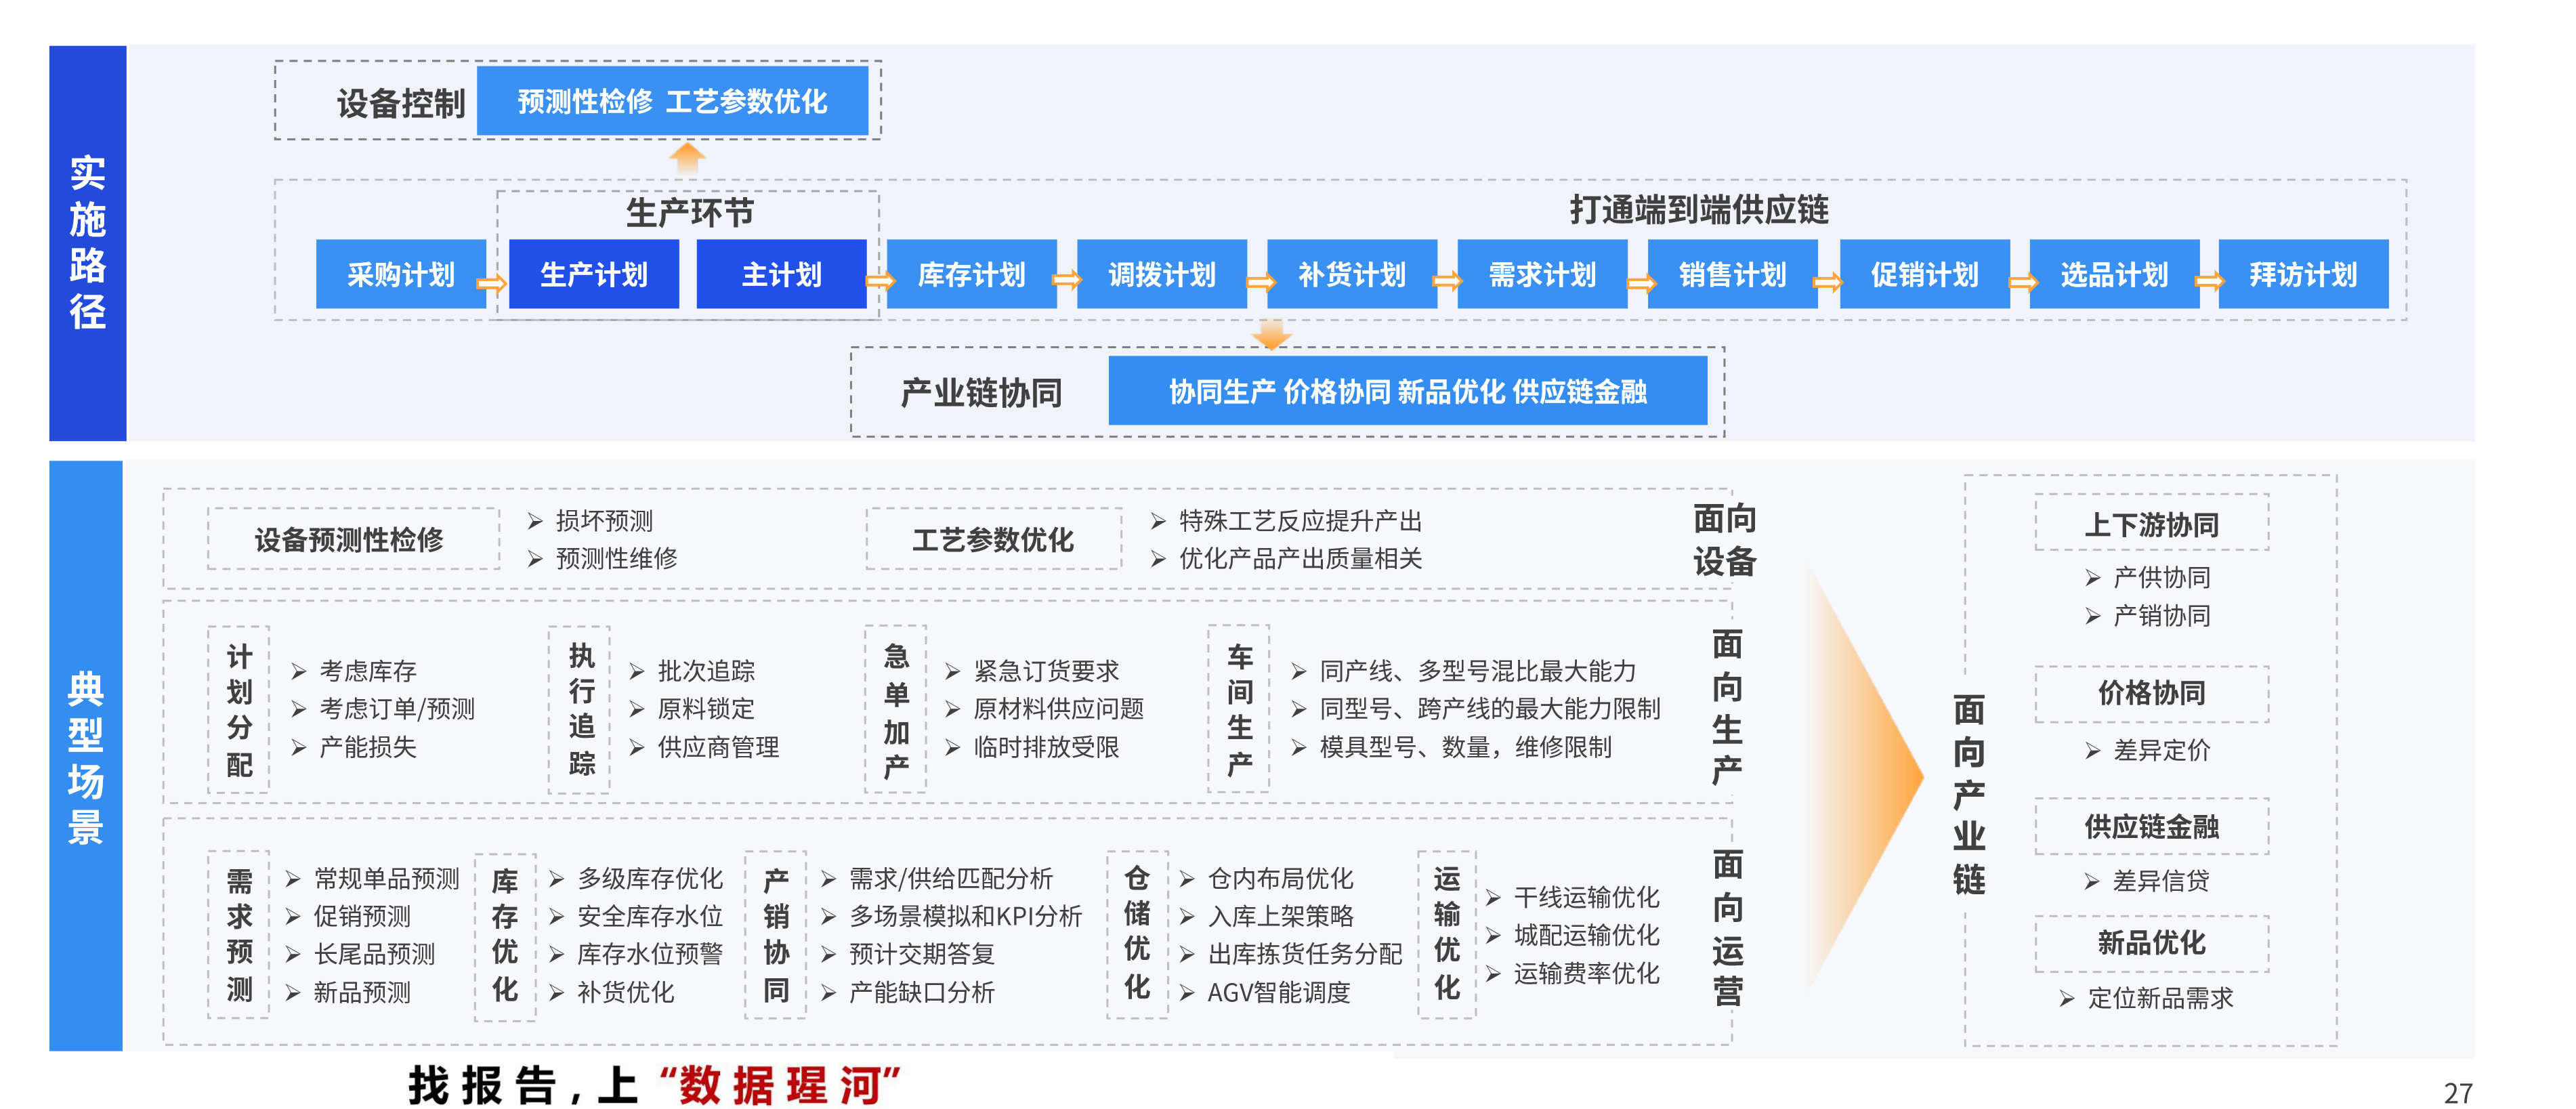 实施路径
设备控制
预测性检修 工艺参数优化
生产环节
打通端到端供应链
采购计划
生产计划
主计划
库存计划
调拨计划
补货计划
需求计划
销售计划
促销计划
选品计划
拜访计划
产业链协同
协同生产 价格协同 新品优化 供应链金融
典型场景
设备预测性检修
损坏预测
预测性维修
工艺参数优化
特殊工艺反应提升产出
优化产品产出质量相关
面向
设备
计划分配
考虑库存
考虑订单/预测
产能损失
执行追踪
批次追踪
原料锁定
供应商管理
急单加产
紧急订货要求
原材料供应问题
临时排放受限
车间生产
同产线、多型号混比最大能力
同型号、跨产线的最大能力限制
模具型号、数量，维修限制
面向生产
需求预测
常规单品预测
促销预测
长尾品预测
新品预测
库存优化
多级库存优化
安全库存水位
库存水位预警
补货优化
产销协同
需求/供给匹配分析
多场景模拟和KPI分析
预计交期答复
产能缺口分析
仓储优化
仓内布局优化
入库上架策略
出库拣货任务分配
AGV智能调度
运输优化
干线运输优化
城配运输优化
运输费率优化
面向运营
面向产业链
上下游协同
产供协同
产销协同
价格协同
差异定价
供应链金融
差异信贷
新品优化
定位新品需求
找报告,上“数据瑆河”
27